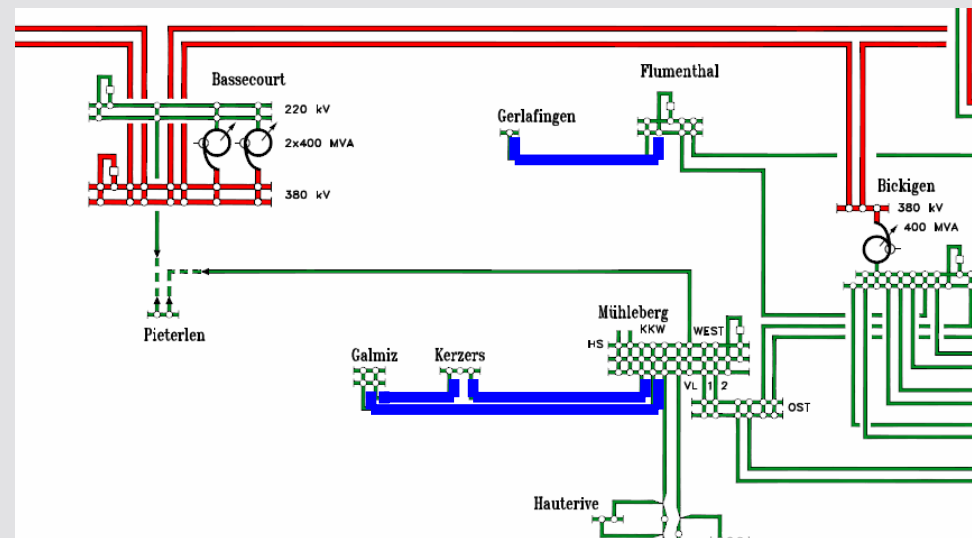 Bassecourt
220 kV
2x400 MVA
380 kV
Flumenthal
Gerlafingen
Bickigen
380 kV
400 MVA
Pieterlen
Mühleberg
KKW
WEST
HS
Galmiz
Kerzers
VL 1 2
OST
Hauterive